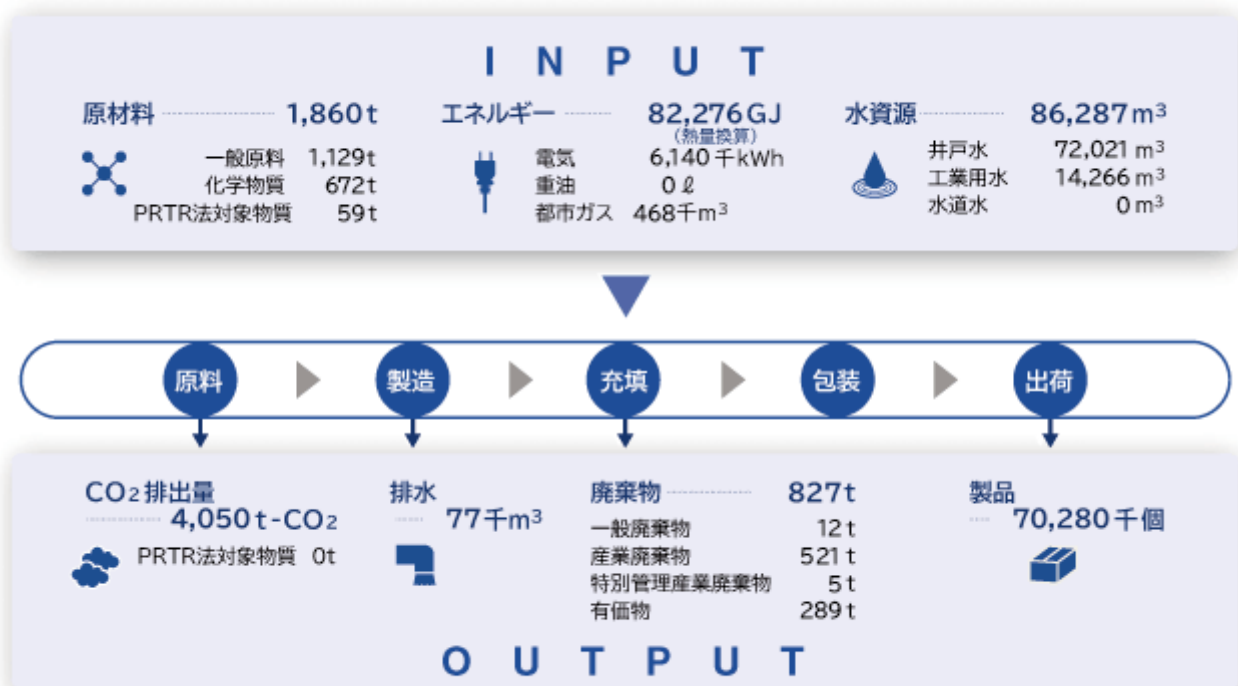 INPUT
原材料 1,860t
一般原料 1,129t
化学物質 672t
PRTR法対象物質 59t
エネルギー 82,276GJ
(熱量換算)
電気 6,140千kWh
重油 0ℓ
都市ガス 468千m³
水資源 86,287m³
井戸水 72,021m³
工業用水 14,266m³
水道水 0m³
原料 製造 充填 包装 出荷
CO2排出量
4,050t-CO2
PRTR法対象物質 0t
排水
77千m³
廃棄物 827t
一般廃棄物 12t
産業廃棄物 521t
特別管理産業廃棄物 5t
有価物 289t
製品
70,280千個
OUTPUT